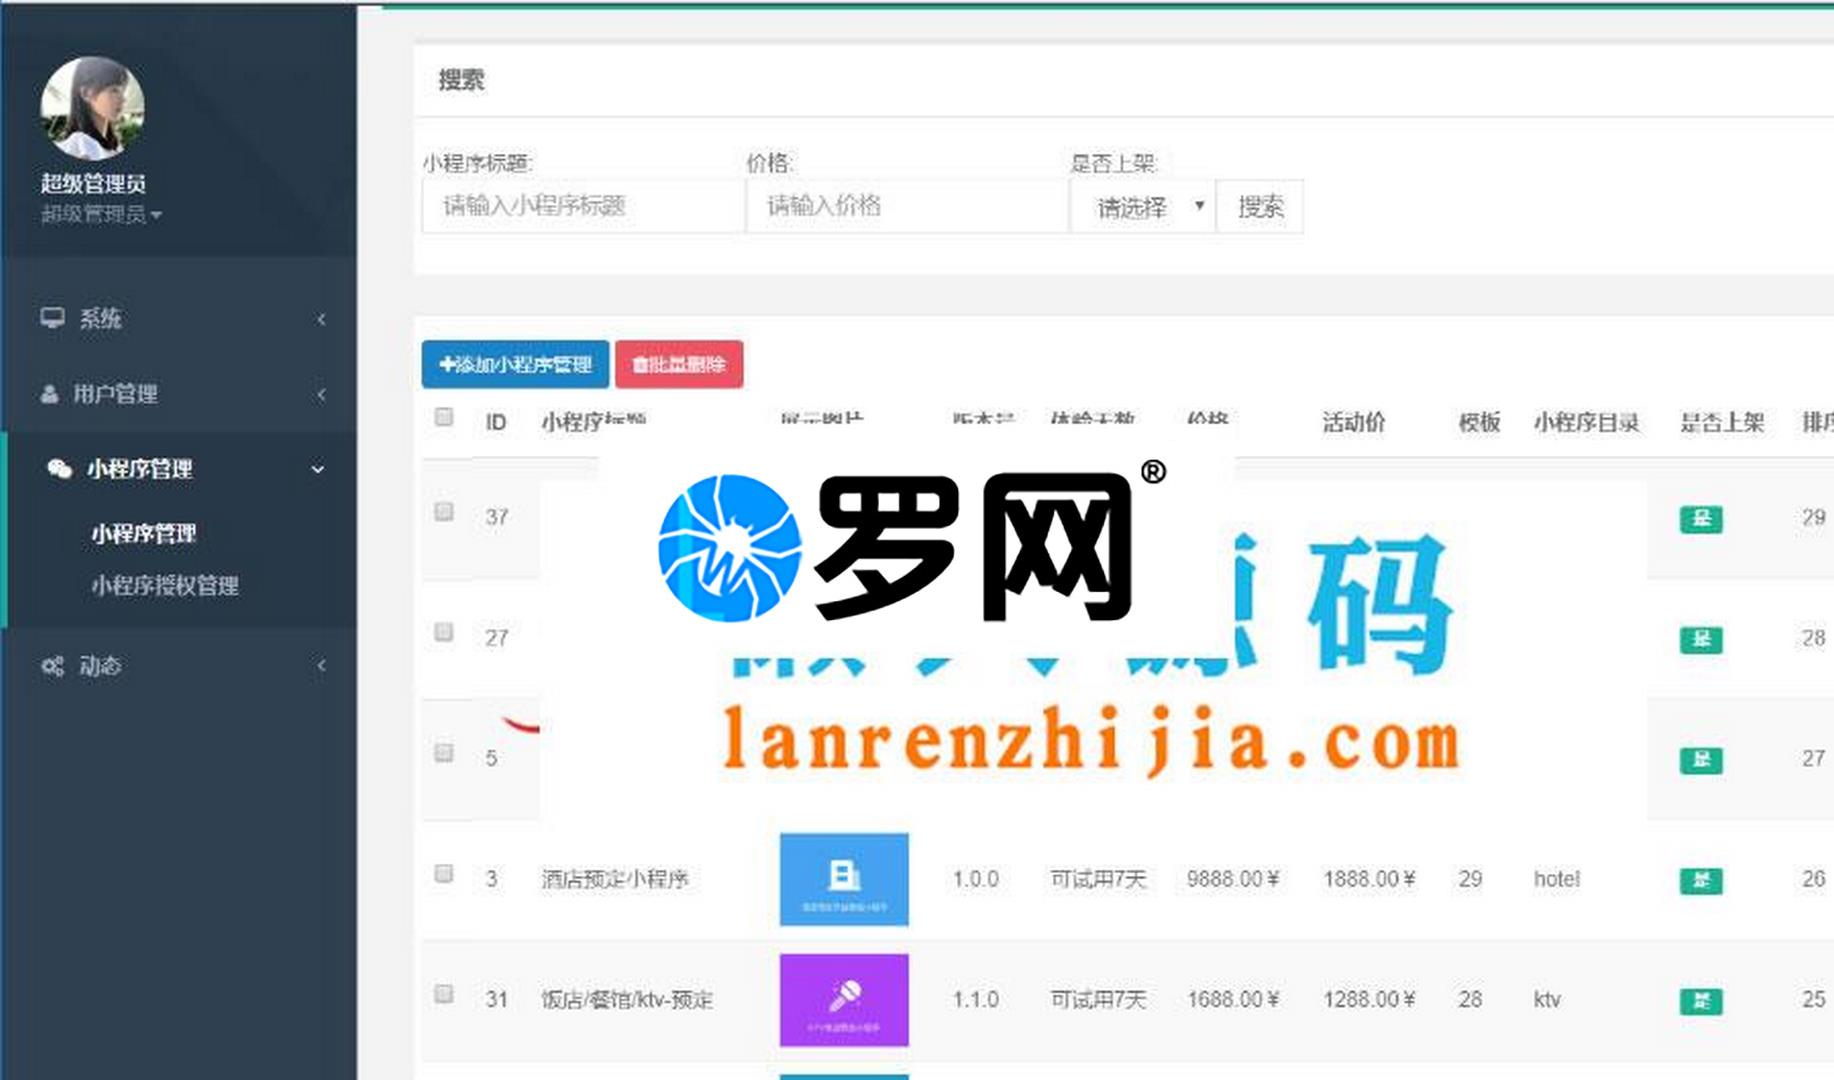 搜索
超级管理员
超级管理员
小程序标题:
价格:
是否上架:
请输入小程序标题
请输入价格
请选择
搜索
系统
用户管理
小程序管理
小程序管理
小程序授权管理
动态
添加小程序管理
批量删除
ID 小程序标题 展示图片 版本号 体验天数 价格 活动价 模板 小程序目录 是否上架 排序
37 是 29
罗网®
源码
27 是 28
lanrenzhijia.com
5 是 27
3 酒店预定小程序 1.0.0 可试用7天 9888.00¥ 1888.00¥ 29 hotel 是 26
31 饭店/餐馆/ktv-预定 1.1.0 可试用7天 1688.00¥ 1288.00¥ 28 ktv 是 25